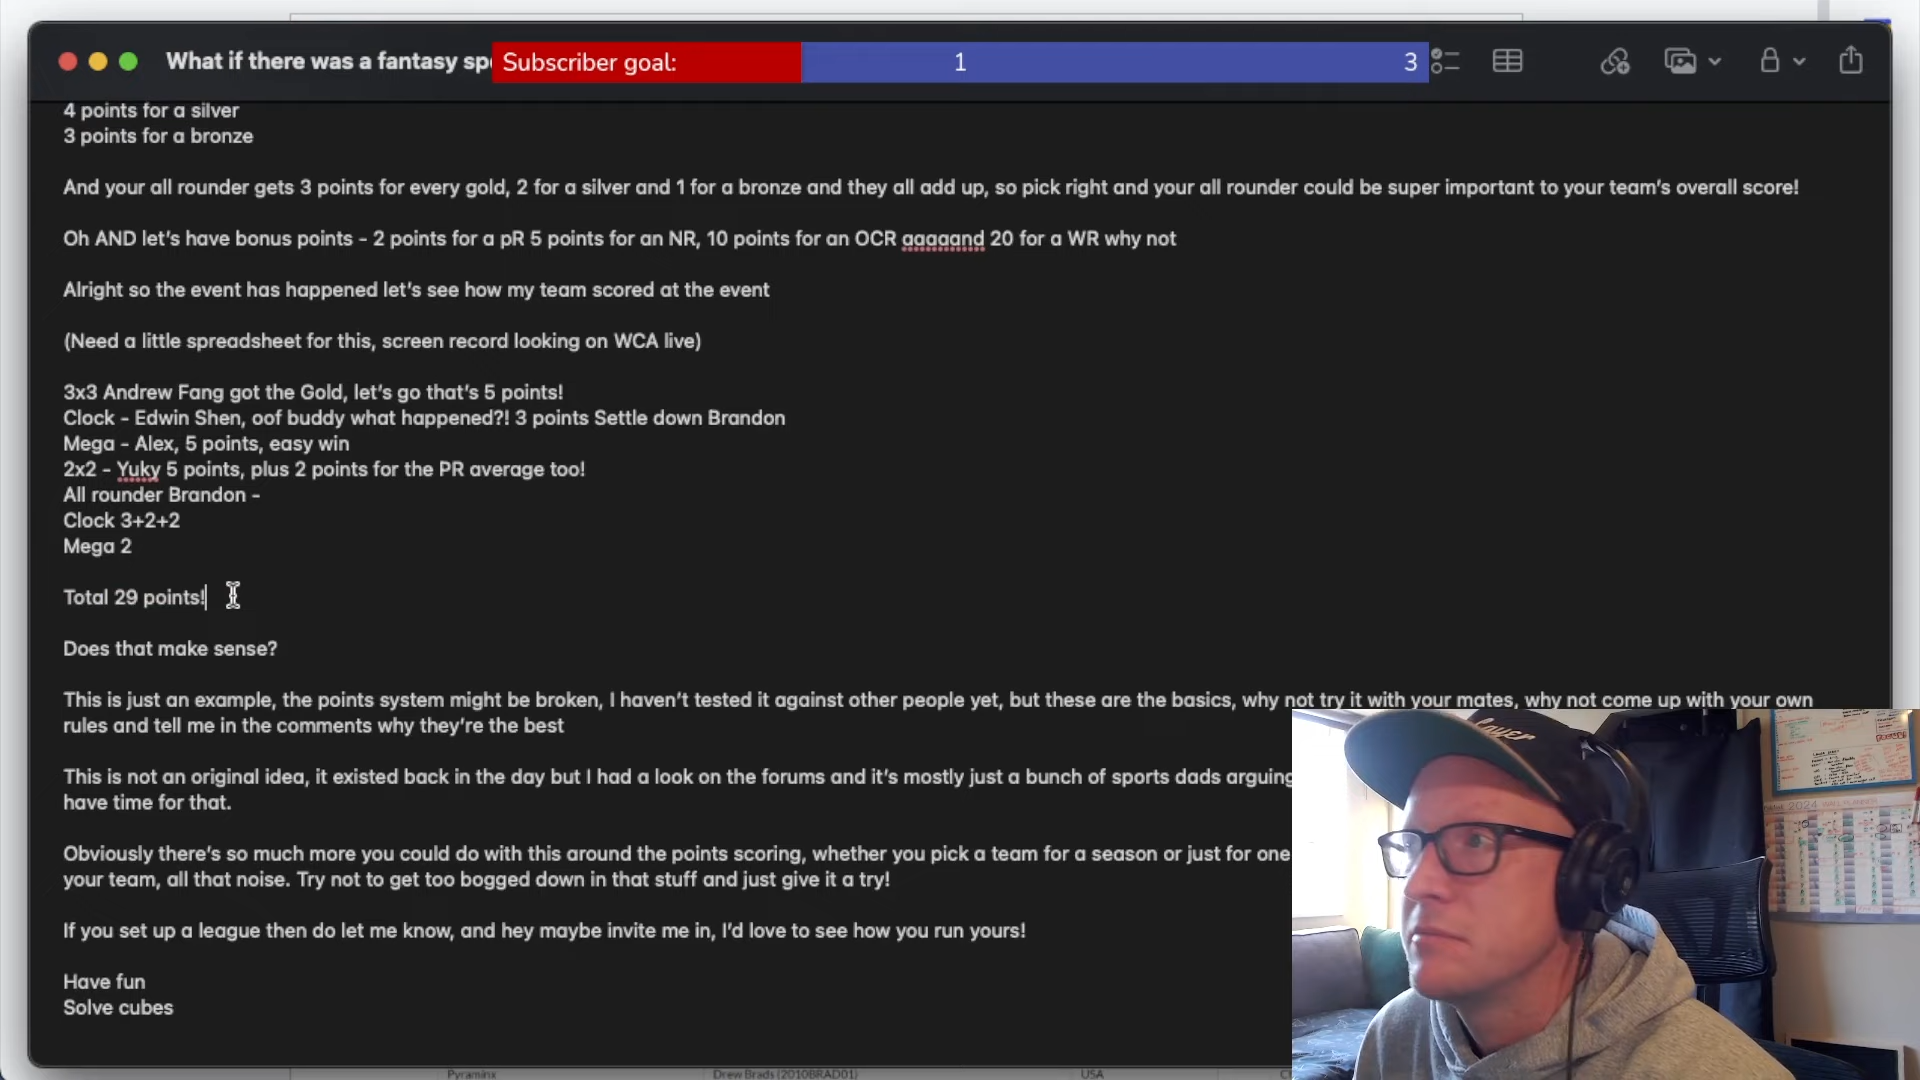 What if there was a fantasy sp
Subscriber goal: 1 3
4 points for a silver
3 points for a bronze
And your all rounder gets 3 points for every gold, 2 for a silver and 1 for a bronze and they all add up, so pick right and your all rounder could be super important to your team's overall score!
Oh AND let's have bonus points - 2 points for a pR 5 points for an NR, 10 points for an OCR aaaaand 20 for a WR why not
Alright so the event has happened let's see how my team scored at the event
(Need a little spreadsheet for this, screen record looking on WCA live)
3x3 Andrew Fang got the Gold, let's go that's 5 points!
Clock - Edwin Shen, oof buddy what happened?! 3 points Settle down Brandon
Mega - Alex, 5 points, easy win
2x2 - Yuky 5 points, plus 2 points for the PR average too!
All rounder Brandon -
Clock 3+2+2
Mega 2
Total 29 points!
Does that make sense?
This is just an example, the points system might be broken, I haven't tested it against other people yet, but these are the basics, why not try it with your mates, why not come up with your own
rules and tell me in the comments why they're the best
This is not an original idea, it existed back in the day but I had a look on the forums and it's mostly just a bunch of sports dads arguing
have time for that.
Obviously there's so much more you could do with this around the points scoring, whether you pick a team for a season or just for one
your team, all that noise. Try not to get too bogged down in that stuff and just give it a try!
If you set up a league then do let me know, and hey maybe invite me in, I'd love to see how you run yours!
Have fun
Solve cubes
Pyraminx Drew Brads (2010BRAD01) USA
2024